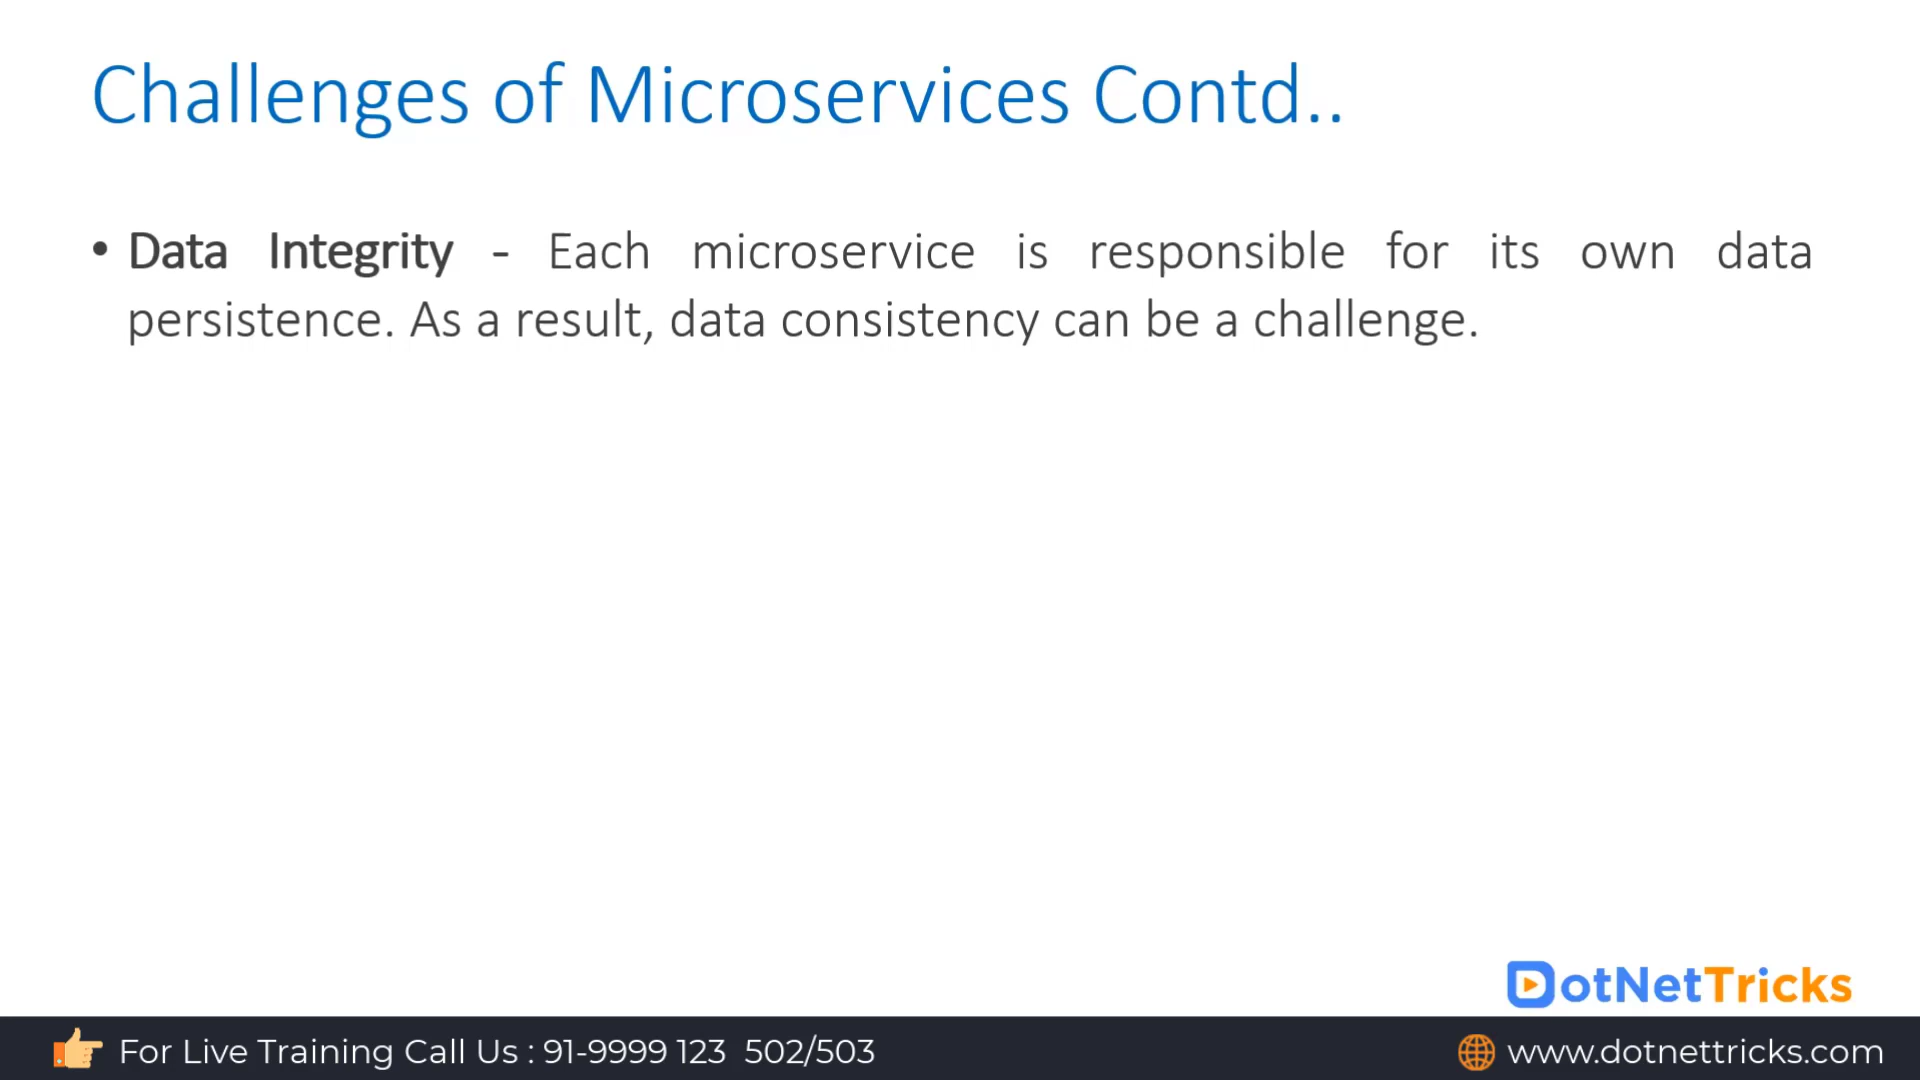 Challenges of Microservices Contd..
• Data Integrity - Each microservice is responsible for its own data
persistence. As a result, data consistency can be a challenge.
DotNetTricks
For Live Training Call Us : 91-9999 123 502/503
www.dotnettricks.com